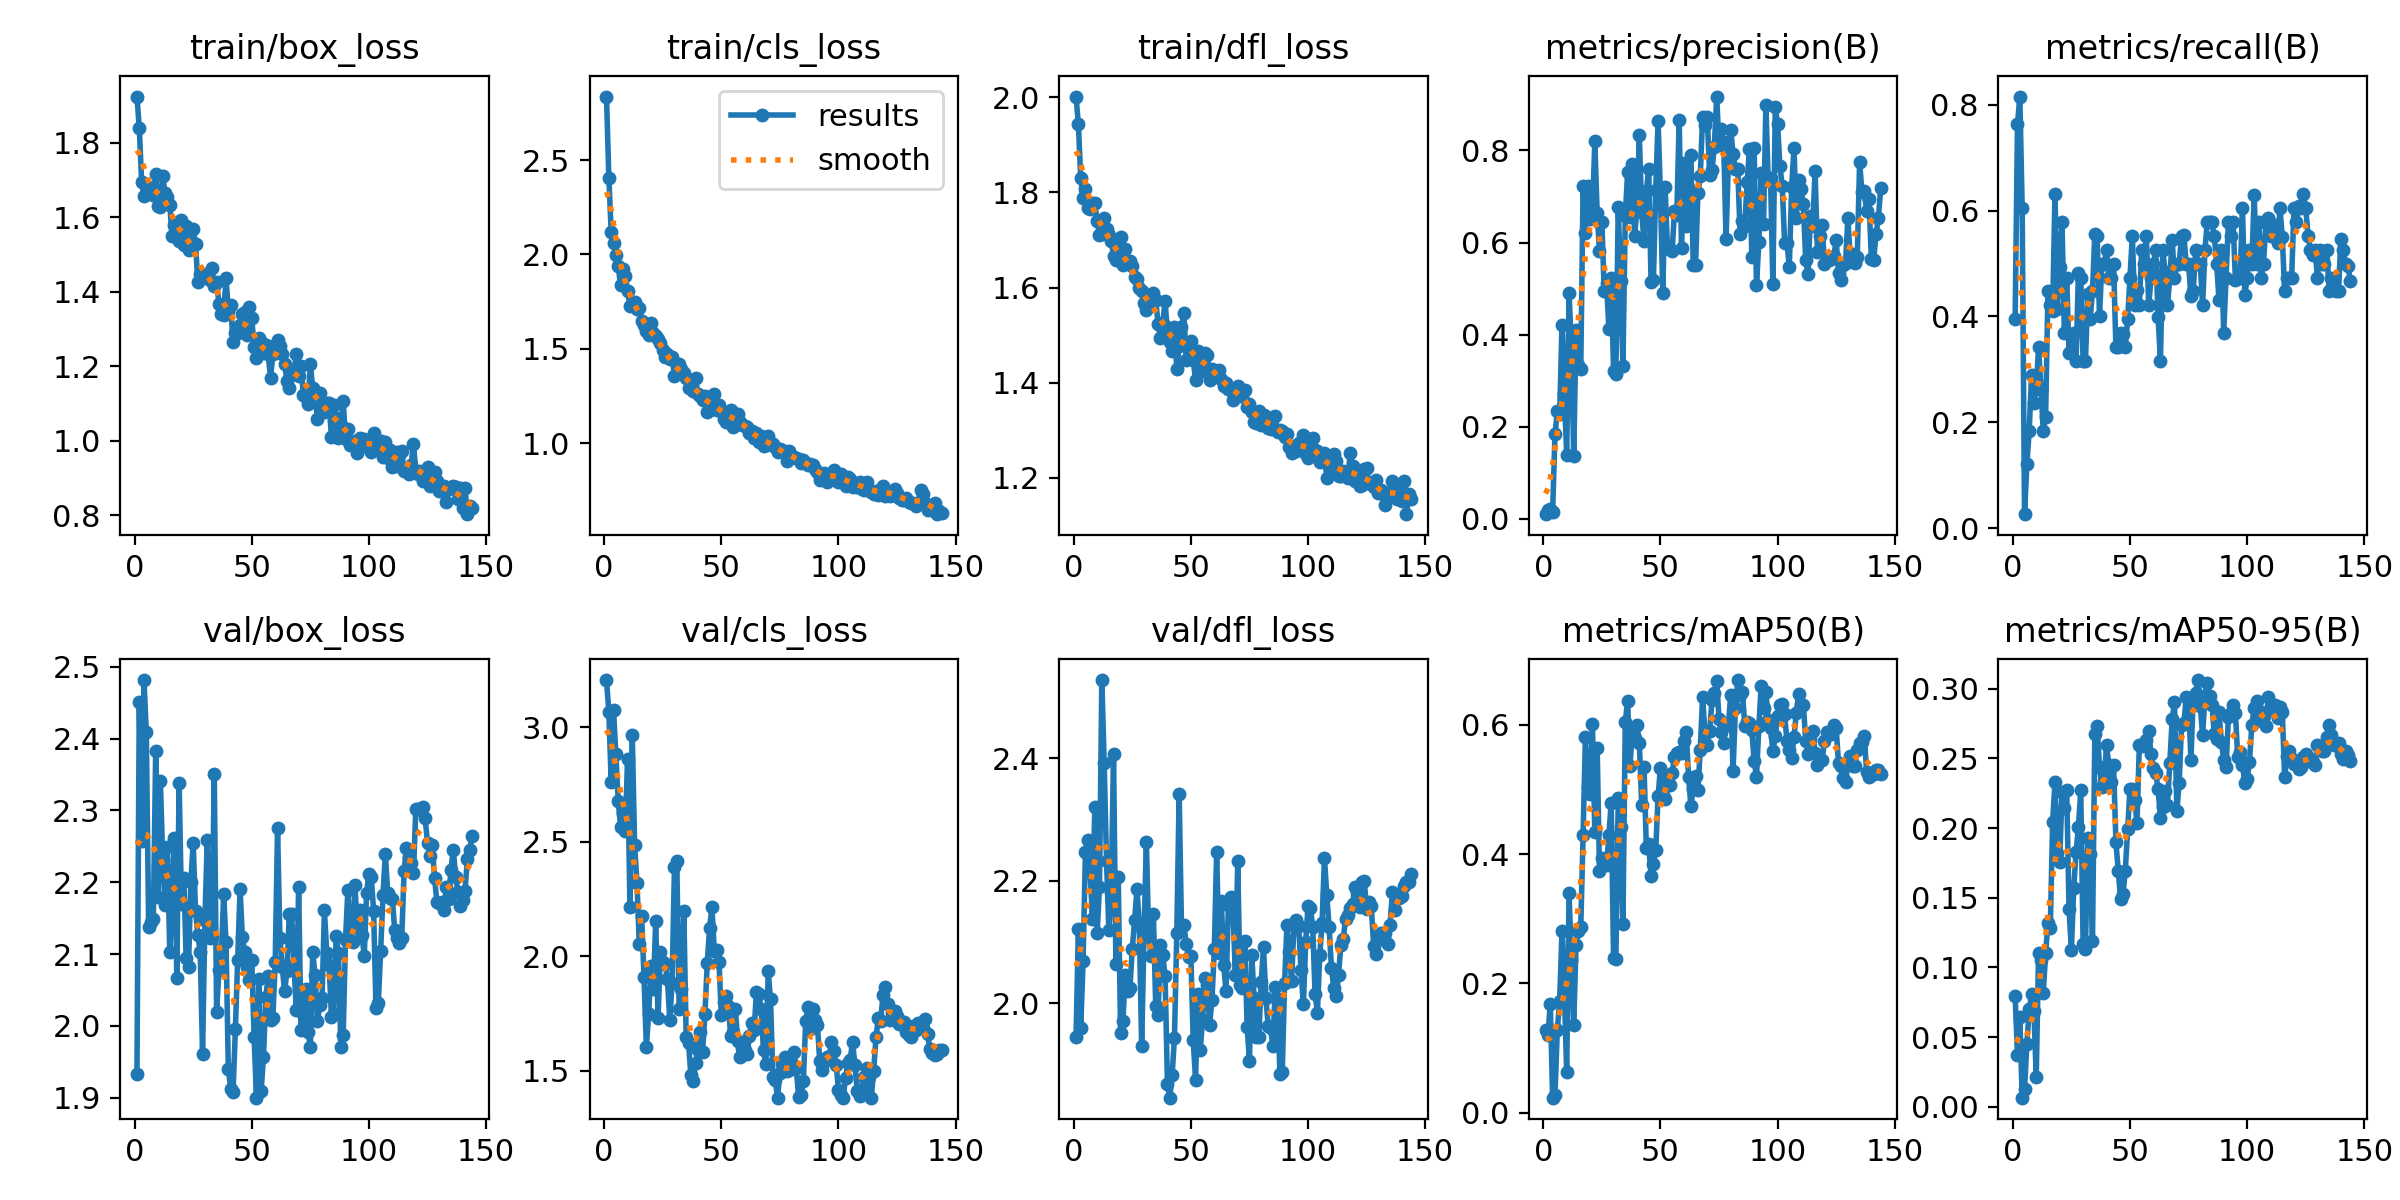 train/box_loss
1.8
1.6
1.4
1.2
1.0
0.8
0 50 100 150
train/cls_loss
results
smooth
2.5
2.0
1.5
1.0
0 50 100 150
train/dfl_loss
2.0
1.8
1.6
1.4
1.2
0 50 100 150
metrics/precision(B)
0.8
0.6
0.4
0.2
0.0
0 50 100 150
metrics/recall(B)
0.8
0.6
0.4
0.2
0.0
0 50 100 150
val/box_loss
2.5
2.4
2.3
2.2
2.1
2.0
1.9
0 50 100 150
val/cls_loss
3.0
2.5
2.0
1.5
0 50 100 150
val/dfl_loss
2.4
2.2
2.0
0 50 100 150
metrics/mAP50(B)
0.6
0.4
0.2
0.0
0 50 100 150
metrics/mAP50-95(B)
0.30
0.25
0.20
0.15
0.10
0.05
0.00
0 50 100 150